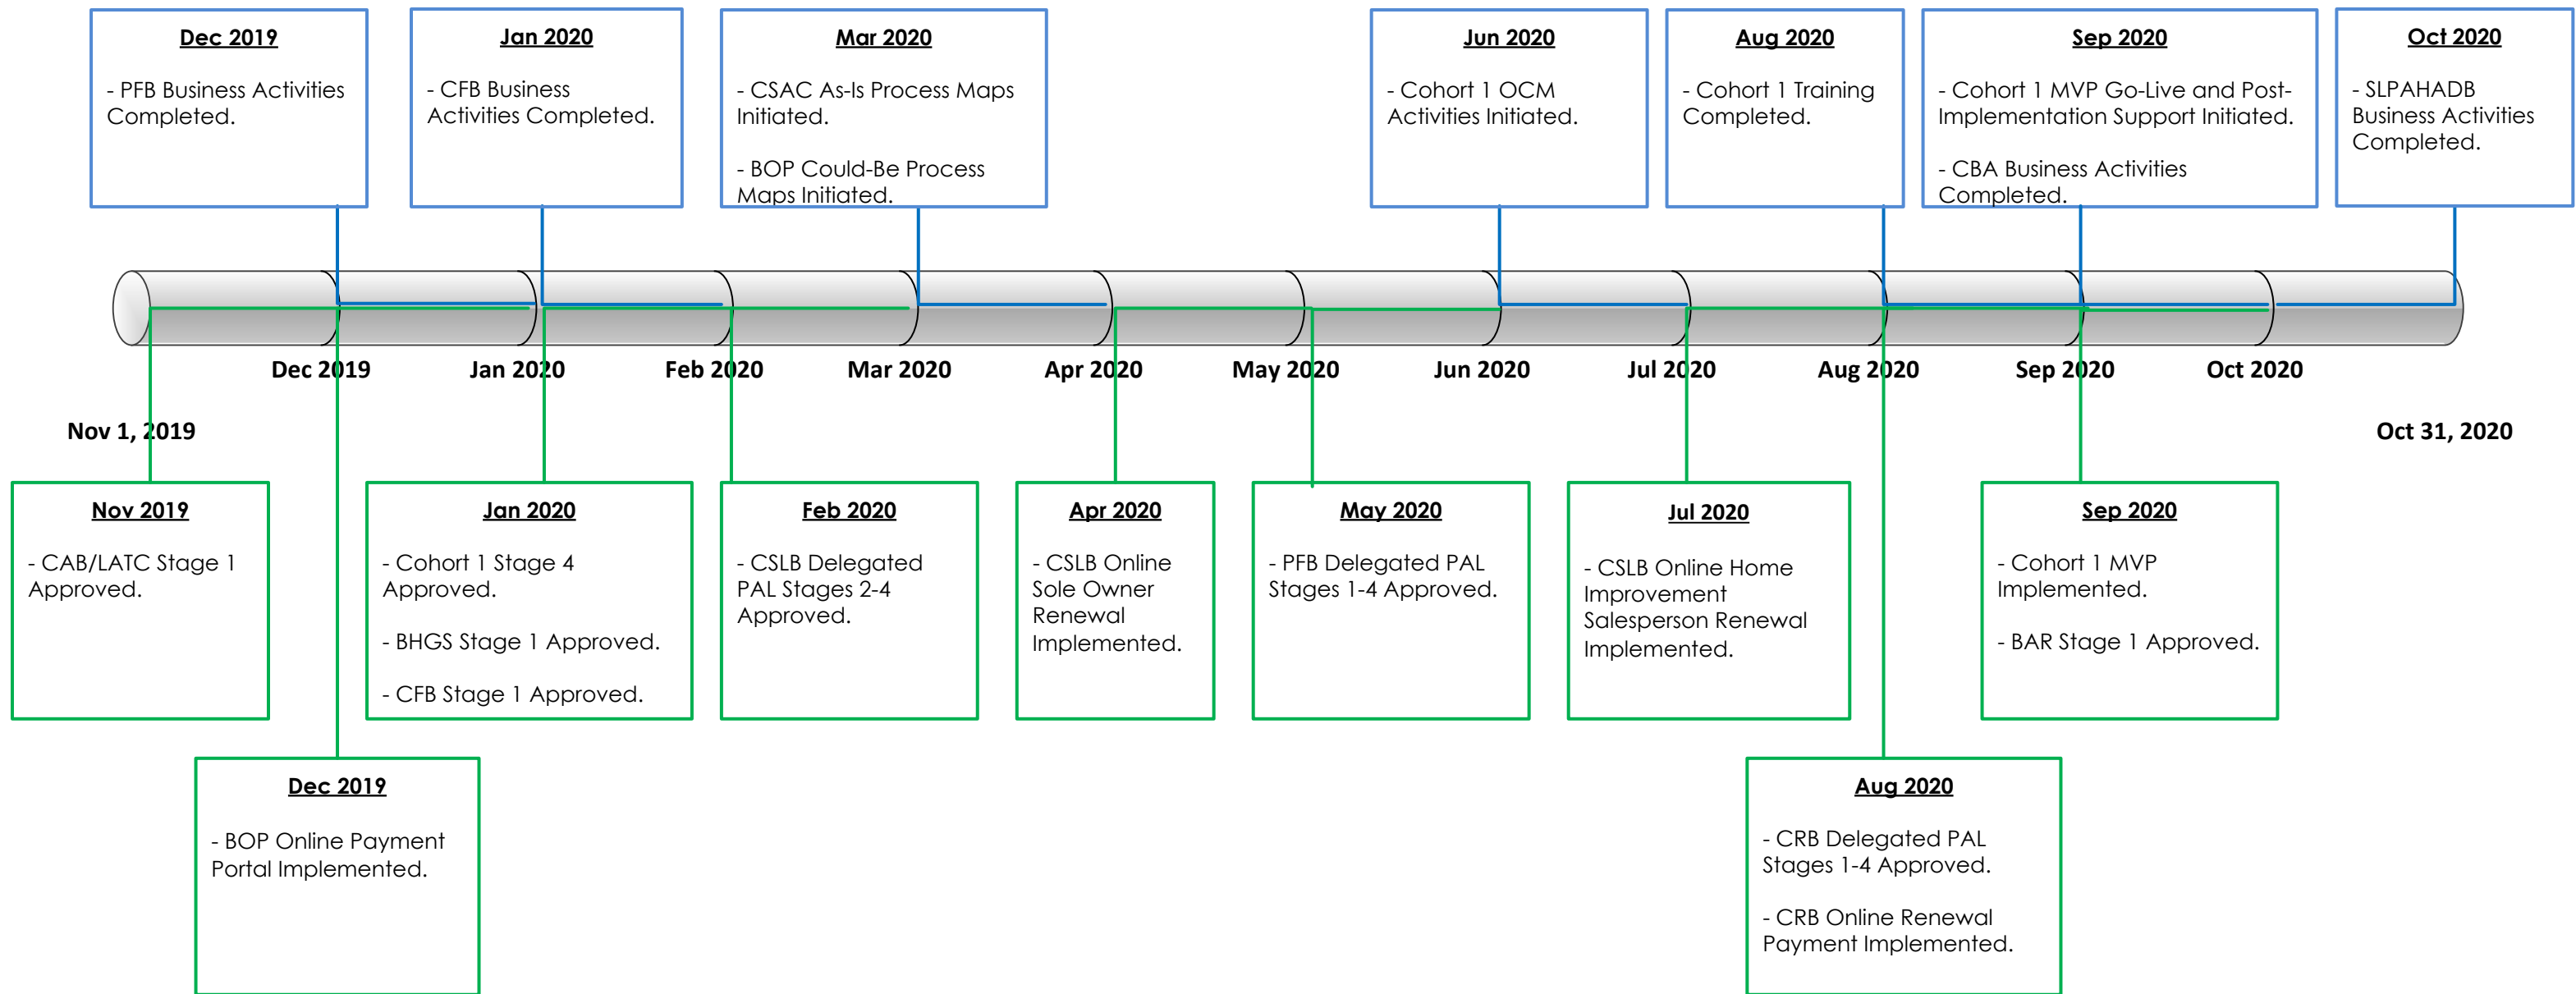 Dec 2019
- PFB Business Activities
Completed.
Jan 2020
- CFB Business
Activities Completed.
Mar 2020
- CSAC As-Is Process Maps
Initiated.
- BOP Could-Be Process
Maps Initiated.
Jun 2020
- Cohort 1 OCM
Activities Initiated.
Aug 2020
- Cohort 1 Training
Completed.
Sep 2020
- Cohort 1 MVP Go-Live and Post-
Implementation Support Initiated.
- CBA Business Activities
Completed.
Oct 2020
- SLPAHADB
Business Activities
Completed.
Dec 2019
Jan 2020
Feb 2020
Mar 2020
Apr 2020
May 2020
Jun 2020
Jul 2020
Aug 2020
Sep 2020
Oct 2020
Nov 1, 2019
Oct 31, 2020
Nov 2019
- CAB/LATC Stage 1
Approved.
Jan 2020
- Cohort 1 Stage 4
Approved.
- BHGS Stage 1 Approved.
- CFB Stage 1 Approved.
Feb 2020
- CSLB Delegated
PAL Stages 2-4
Approved.
Apr 2020
- CSLB Online
Sole Owner
Renewal
Implemented.
May 2020
- PFB Delegated PAL
Stages 1-4 Approved.
Jul 2020
- CSLB Online Home
Improvement
Salesperson Renewal
Implemented.
Sep 2020
- Cohort 1 MVP
Implemented.
- BAR Stage 1 Approved.
Dec 2019
- BOP Online Payment
Portal Implemented.
Aug 2020
- CRB Delegated PAL
Stages 1-4 Approved.
- CRB Online Renewal
Payment Implemented.